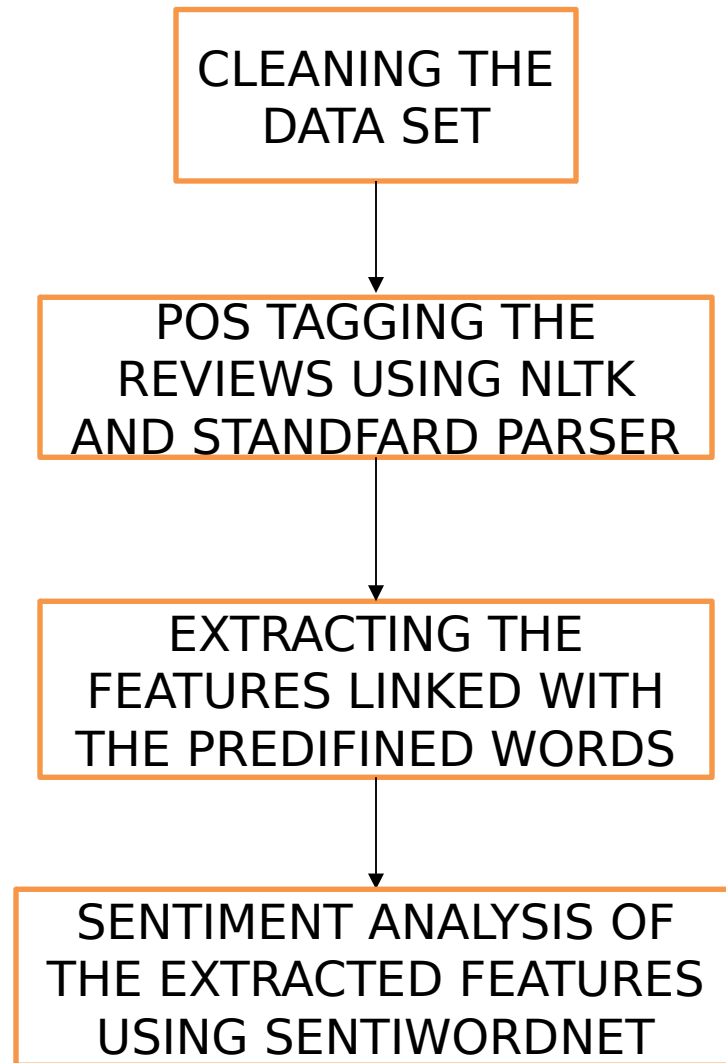 CLEANING THE
DATA SET
POS TAGGING THE
REVIEWS USING NLTK
AND STANDFARD PARSER
EXTRACTING THE
FEATURES LINKED WITH
THE PREDIFINED WORDS
SENTIMENT ANALYSIS OF
THE EXTRACTED FEATURES
USING SENTIWORDNET